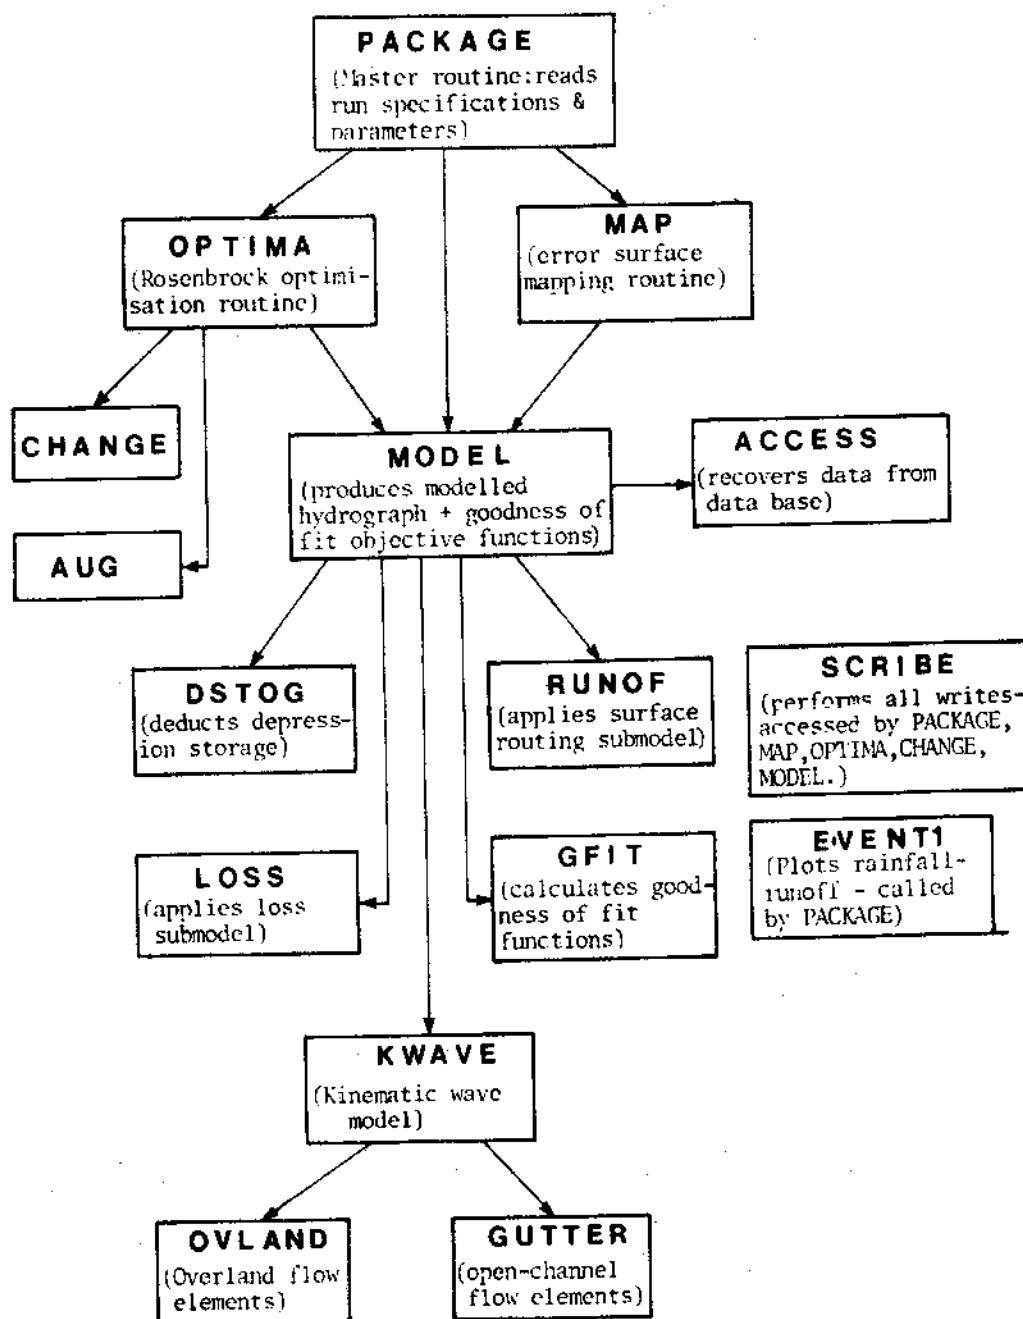 PACKAGE
(Master routine:reads
run specifications &
parameters)
OPTIMA
(Rosenbrock optimi-
sation routine)
MAP
(error surface
mapping routine)
CHANGE
AUG
MODEL
(produces modelled
hydrograph + goodness of
fit objective functions)
ACCESS
(recovers data from
data base)
DSTOG
(deducts depress-
ion storage)
RUNOF
(applies surface
routing submodel)
SCRIBE
(performs all writes-
accessed by PACKAGE,
MAP,OPTIMA,CHANGE,
MODEL.)
LOSS
(applies loss
submodel)
GFIT
(calculates good-
ness of fit
functions)
EVENT1
(Plots rainfall-
runoff - called
by PACKAGE)
KWAVE
(Kinematic wave
model)
OVLAND
(Overland flow
elements)
GUTTER
(open-channel
flow elements)